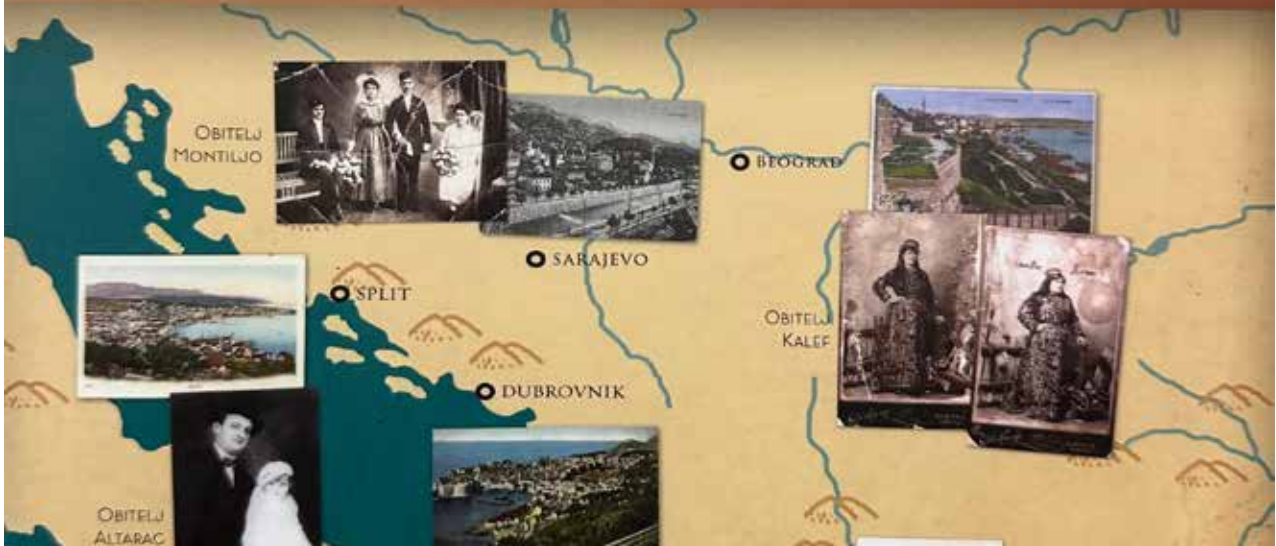 OBITELJ
MONTILJO
BEOGRAD
SARAJEVO
SPLIT
OBITELJ
KALEF
DUBROVNIK
OBITELJ
ALTARAC